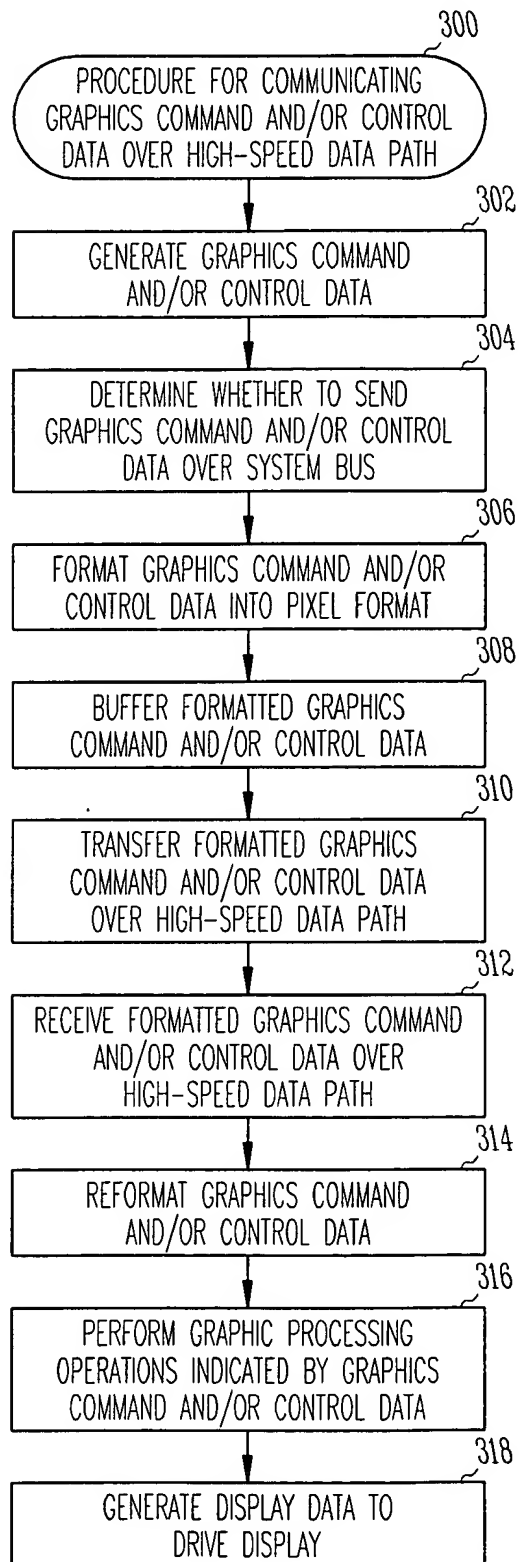 300
PROCEDURE FOR COMMUNICATING
GRAPHICS COMMAND AND/OR CONTROL
DATA OVER HIGH-SPEED DATA PATH
302
GENERATE GRAPHICS COMMAND
AND/OR CONTROL DATA
304
DETERMINE WHETHER TO SEND
GRAPHICS COMMAND AND/OR CONTROL
DATA OVER SYSTEM BUS
306
FORMAT GRAPHICS COMMAND AND/OR
CONTROL DATA INTO PIXEL FORMAT
308
BUFFER FORMATTED GRAPHICS
COMMAND AND/OR CONTROL DATA
310
TRANSFER FORMATTED GRAPHICS
COMMAND AND/OR CONTROL DATA
OVER HIGH-SPEED DATA PATH
312
RECEIVE FORMATTED GRAPHICS COMMAND
AND/OR CONTROL DATA OVER
HIGH-SPEED DATA PATH
314
REFORMAT GRAPHICS COMMAND
AND/OR CONTROL DATA
316
PERFORM GRAPHIC PROCESSING
OPERATIONS INDICATED BY GRAPHICS
COMMAND AND/OR CONTROL DATA
318
GENERATE DISPLAY DATA TO
DRIVE DISPLAY